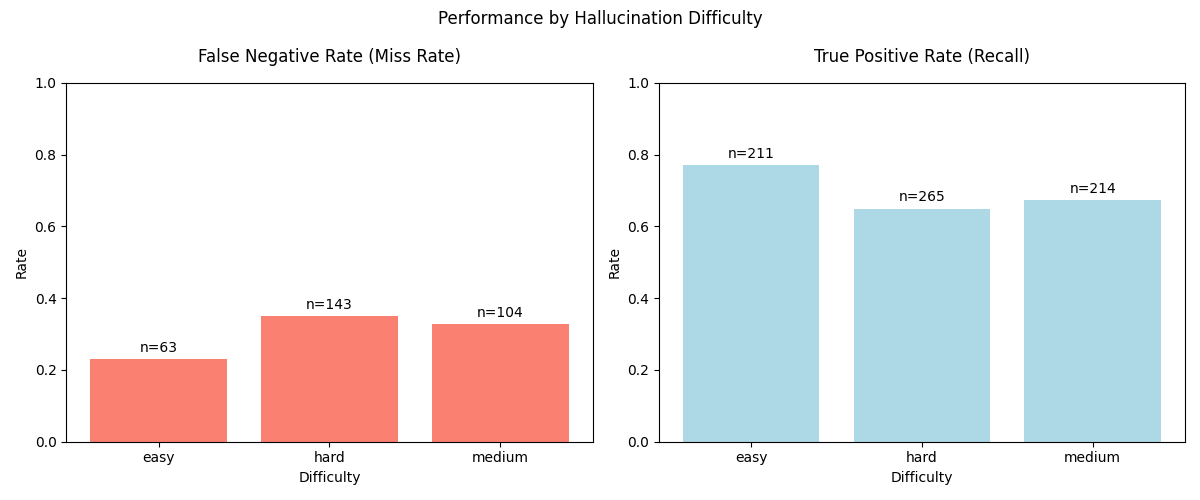 Performance by Hallucination Difficulty
False Negative Rate (Miss Rate)
1.0
0.8
0.6
0.4
0.2
0.0
Rate
n=63
n=143
n=104
easy
hard
medium
Difficulty
True Positive Rate (Recall)
1.0
0.8
0.6
0.4
0.2
0.0
Rate
n=211
n=265
n=214
easy
hard
medium
Difficulty